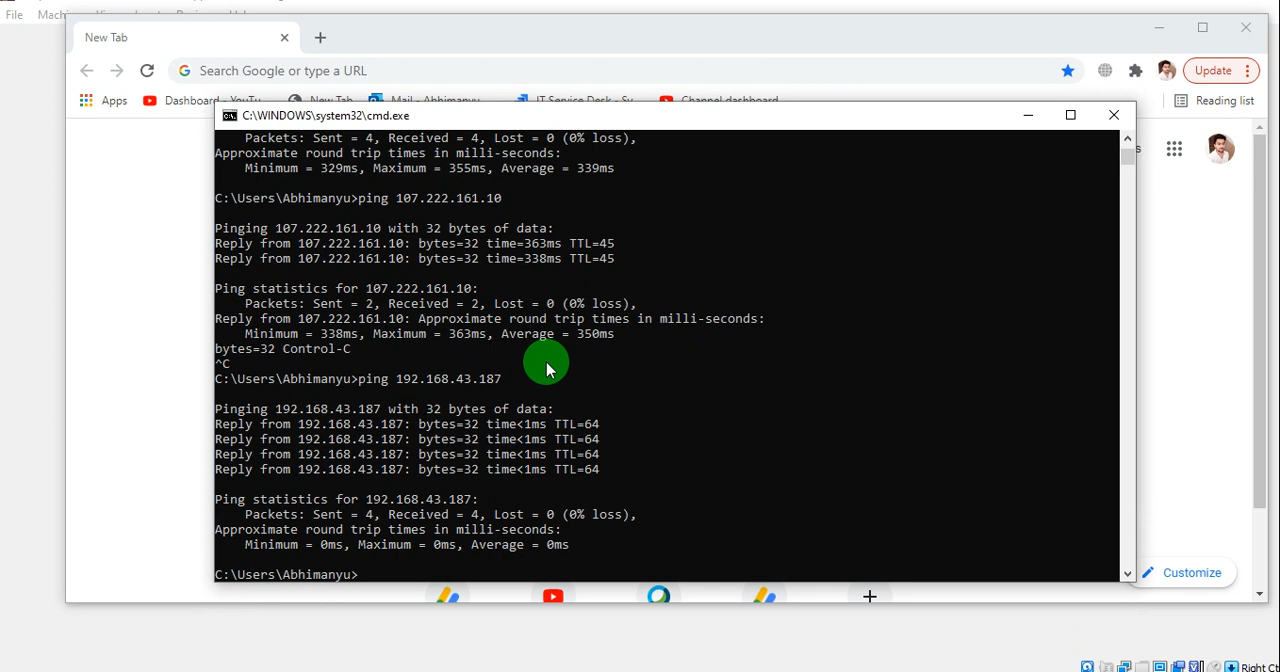 File
New Tab
Search Google or type a URL
Update
Apps
New Tab
Channel dashboard
Reading list
C:\WINDOWS\system32\cmd.exe
Packets: Sent = 4, Received = 4, Lost = 0 (0% loss),
Approximate round trip times in milli-seconds:
Minimum = 329ms, Maximum = 355ms, Average = 339ms
C:\Users\Abhimanyu>ping 107.222.161.10
Pinging 107.222.161.10 with 32 bytes of data:
Reply from 107.222.161.10: bytes=32 time=363ms TTL=45
Reply from 107.222.161.10: bytes=32 time=338ms TTL=45
Ping statistics for 107.222.161.10:
Packets: Sent = 2, Received = 2, Lost = 0 (0% loss),
Reply from 107.222.161.10: Approximate round trip times in milli-seconds:
Minimum = 338ms, Maximum = 363ms, Average = 350ms
bytes=32 Control-C
^C
C:\Users\Abhimanyu>ping 192.168.43.187
Pinging 192.168.43.187 with 32 bytes of data:
Reply from 192.168.43.187: bytes=32 time<1ms TTL=64
Reply from 192.168.43.187: bytes=32 time<1ms TTL=64
Reply from 192.168.43.187: bytes=32 time<1ms TTL=64
Reply from 192.168.43.187: bytes=32 time<1ms TTL=64
Ping statistics for 192.168.43.187:
Packets: Sent = 4, Received = 4, Lost = 0 (0% loss),
Approximate round trip times in milli-seconds:
Minimum = 0ms, Maximum = 0ms, Average = 0ms
C:\Users\Abhimanyu>
Customize
Right Ct